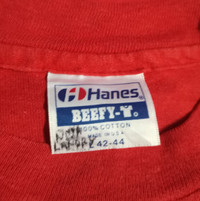 Hanes®
BEEFY-T®
100% COTTON
MADE IN U.S.A.
42-44